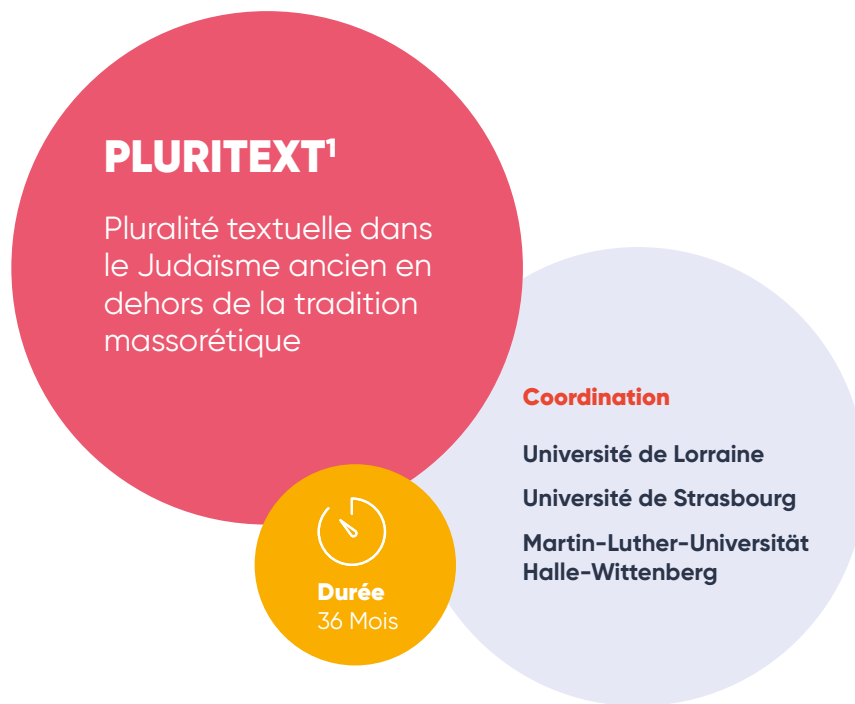 PLURITEXT¹
Pluralité textuelle dans
le Judaïsme ancien en
dehors de la tradition
massorétique
Durée
36 Mois
Coordination
Université de Lorraine
Université de Strasbourg
Martin-Luther-Universität
Halle-Wittenberg